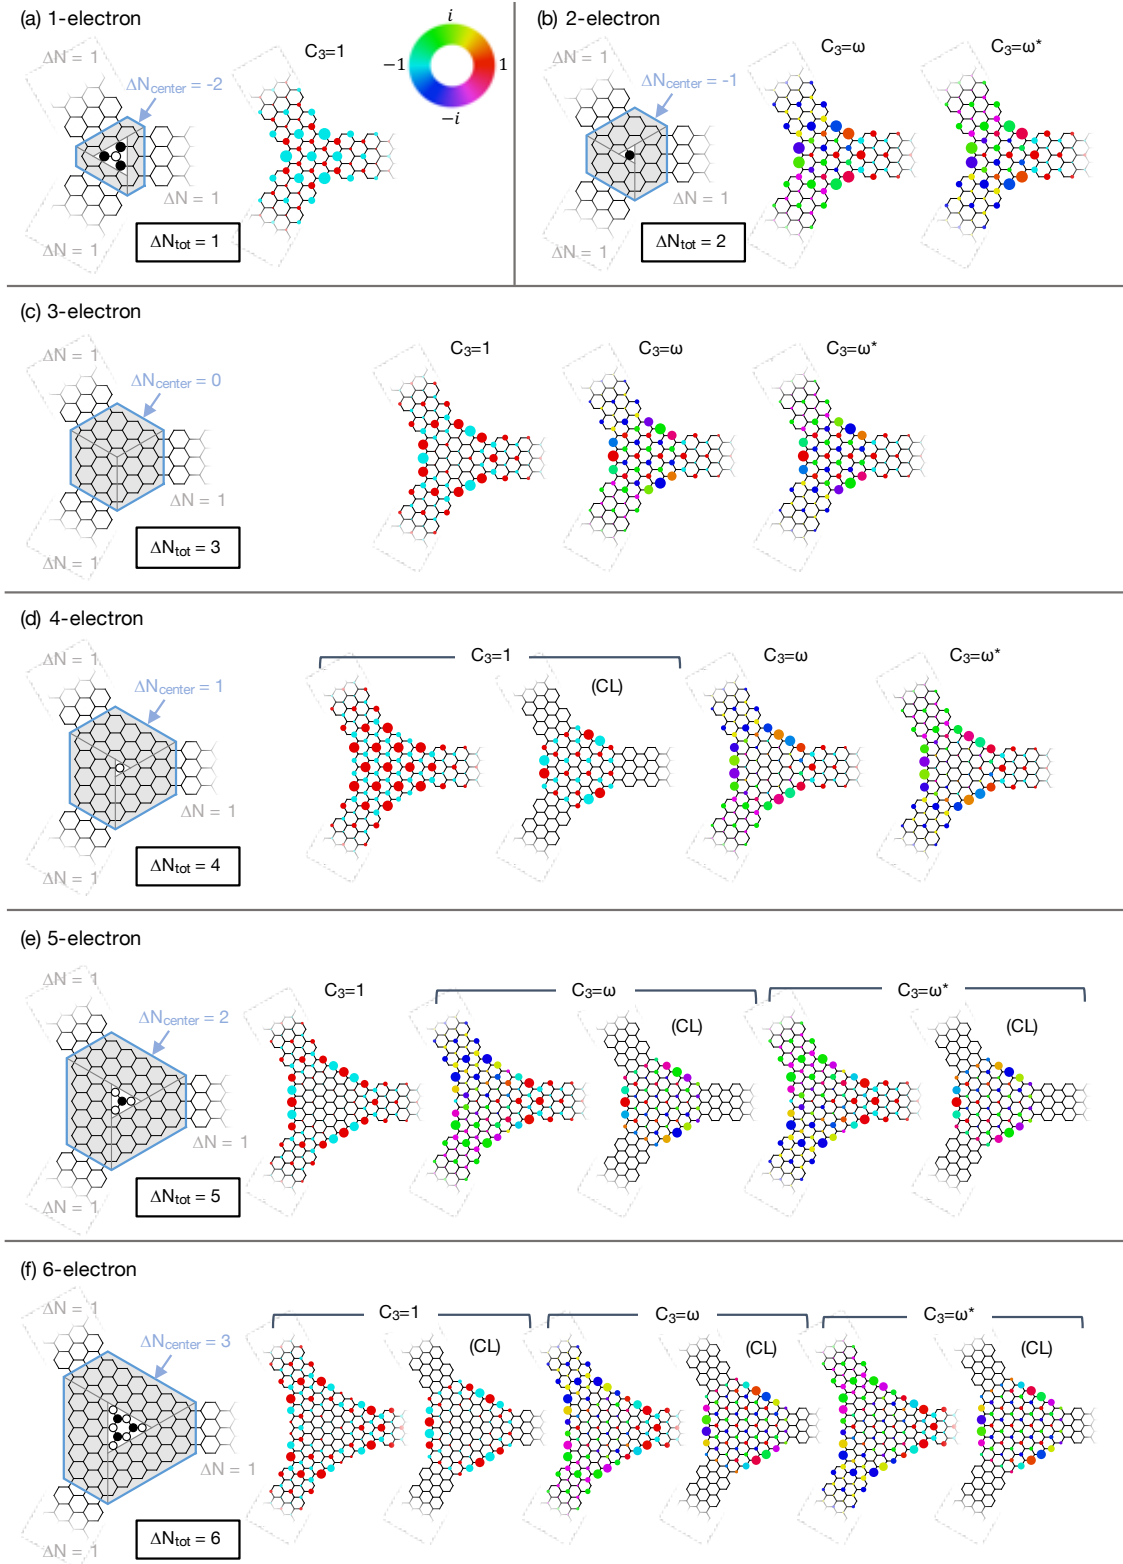 (a) 1-electron
ΔN = 1
ΔNcenter = -2
C₃=1
ΔN = 1
ΔN = 1
ΔNtot = 1
i
−1
1
−i
(b) 2-electron
ΔN = 1
ΔNcenter = -1
C₃=ω
C₃=ω*
ΔN = 1
ΔN = 1
ΔNtot = 2
(c) 3-electron
ΔN = 1
ΔNcenter = 0
C₃=1
C₃=ω
C₃=ω*
ΔN = 1
ΔN = 1
ΔNtot = 3
(d) 4-electron
ΔN = 1
ΔNcenter = 1
C₃=1
(CL)
C₃=ω
C₃=ω*
ΔN = 1
ΔN = 1
ΔNtot = 4
(e) 5-electron
ΔN = 1
ΔNcenter = 2
C₃=1
C₃=ω
(CL)
C₃=ω*
(CL)
ΔN = 1
ΔN = 1
ΔNtot = 5
(f) 6-electron
ΔN = 1
ΔNcenter = 3
C₃=1
(CL)
C₃=ω
(CL)
C₃=ω*
(CL)
ΔN = 1
ΔN = 1
ΔNtot = 6